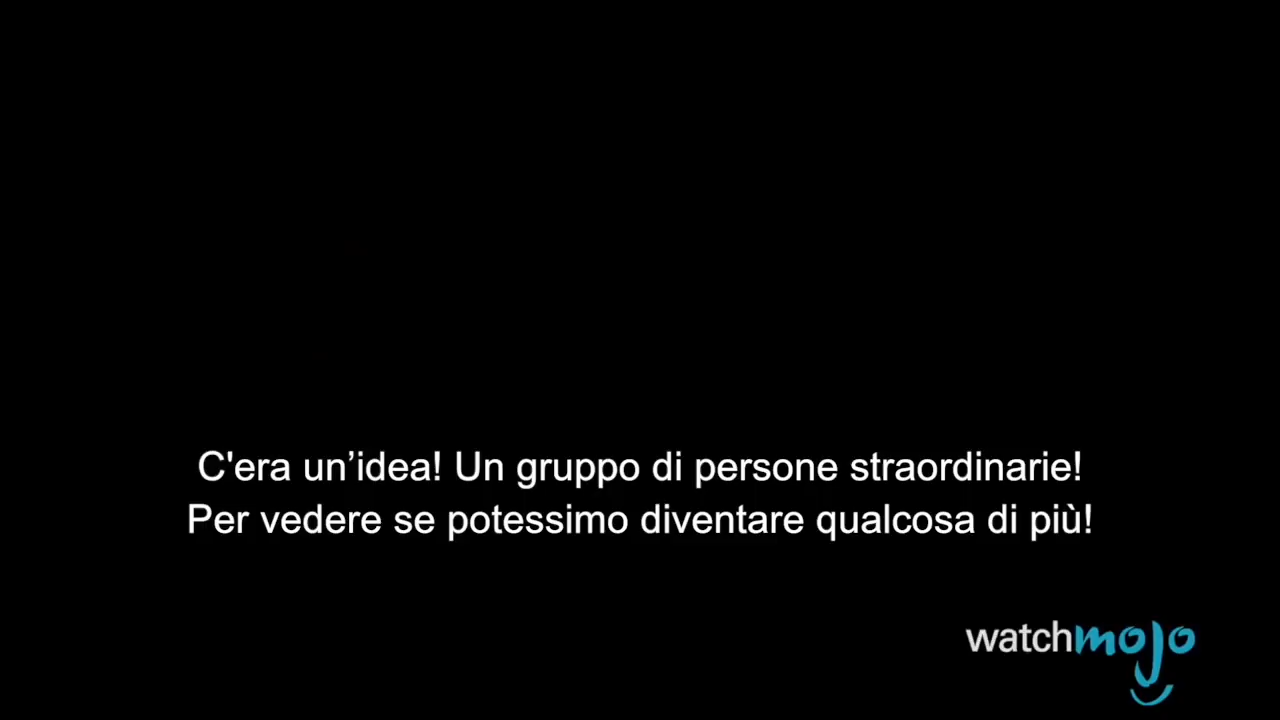 C'era un’idea! Un gruppo di persone straordinarie!
Per vedere se potessimo diventare qualcosa di più!
watchmojo